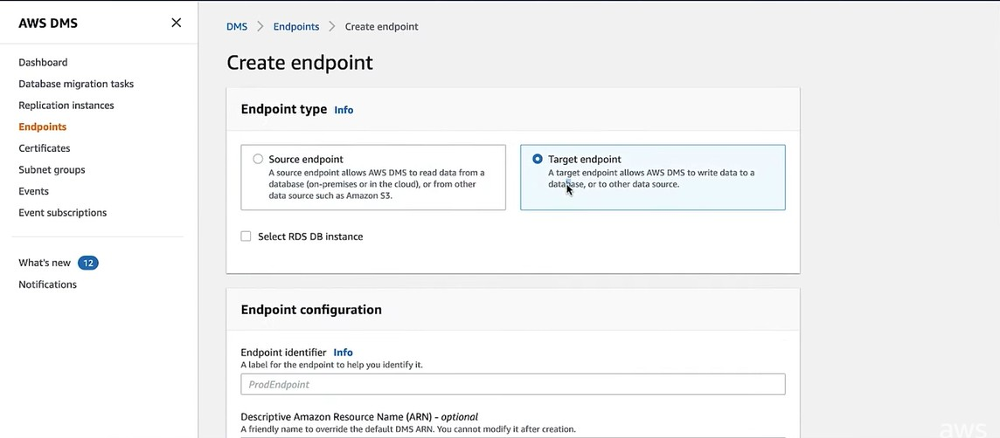 AWS DMS
Dashboard
Database migration tasks
Replication instances
Endpoints
Certificates
Subnet groups
Events
Event subscriptions
What's new 12
Notifications
DMS > Endpoints > Create endpoint
Create endpoint
Endpoint type Info
Source endpoint
A source endpoint allows AWS DMS to read data from a
database (on-premises or in the cloud), or from other
data source such as Amazon S3.
Target endpoint
A target endpoint allows AWS DMS to write data to a
database, or to other data source.
Select RDS DB instance
Endpoint configuration
Endpoint identifier Info
A label for the endpoint to help you identify it.
ProdEndpoint
Descriptive Amazon Resource Name (ARN) - optional
A friendly name to override the default DMS ARN. You cannot modify it after creation.
aws